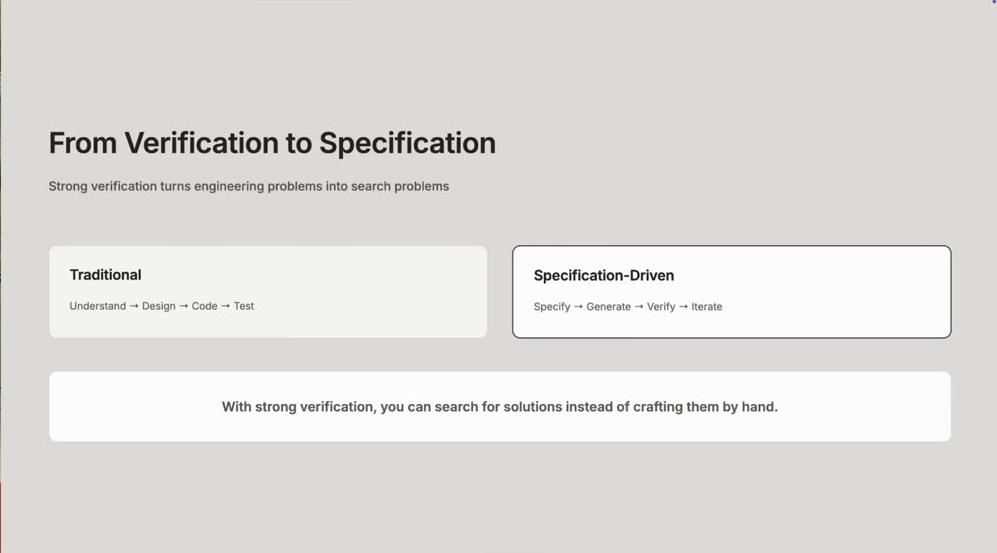 From Verification to Specification
Strong verification turns engineering problems into search problems
Traditional
Understand → Design → Code → Test
Specification-Driven
Specify → Generate → Verify → Iterate
With strong verification, you can search for solutions instead of crafting them by hand.